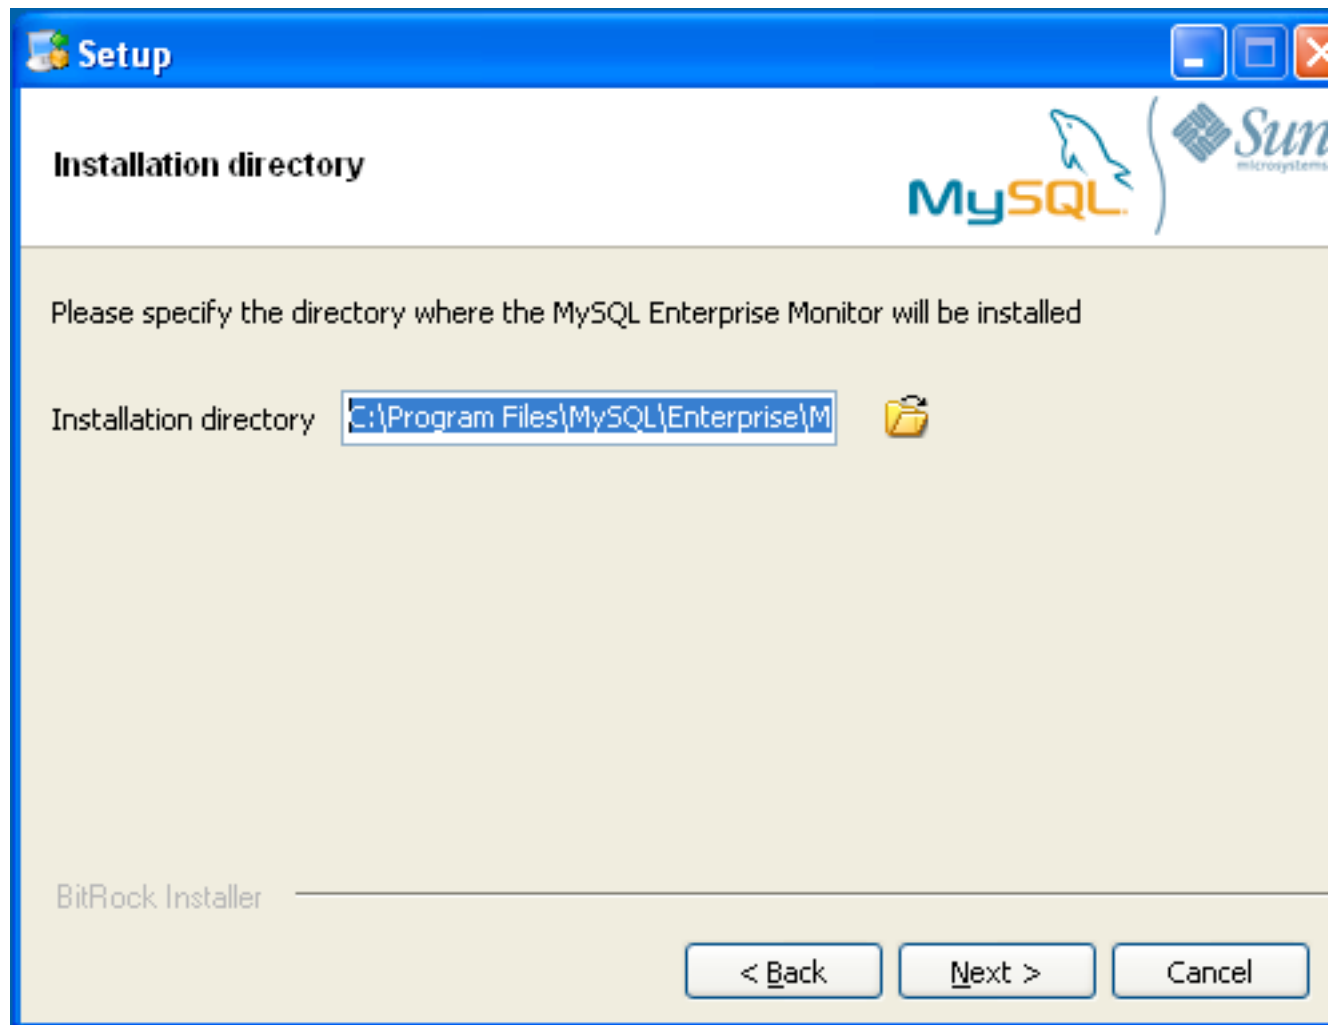 Setup
Installation directory
MySQL
Sun
microsystems
Please specify the directory where the MySQL Enterprise Monitor will be installed
Installation directory C:\Program Files\MySQL\Enterprise\M
BitRock Installer
< Back Next > Cancel